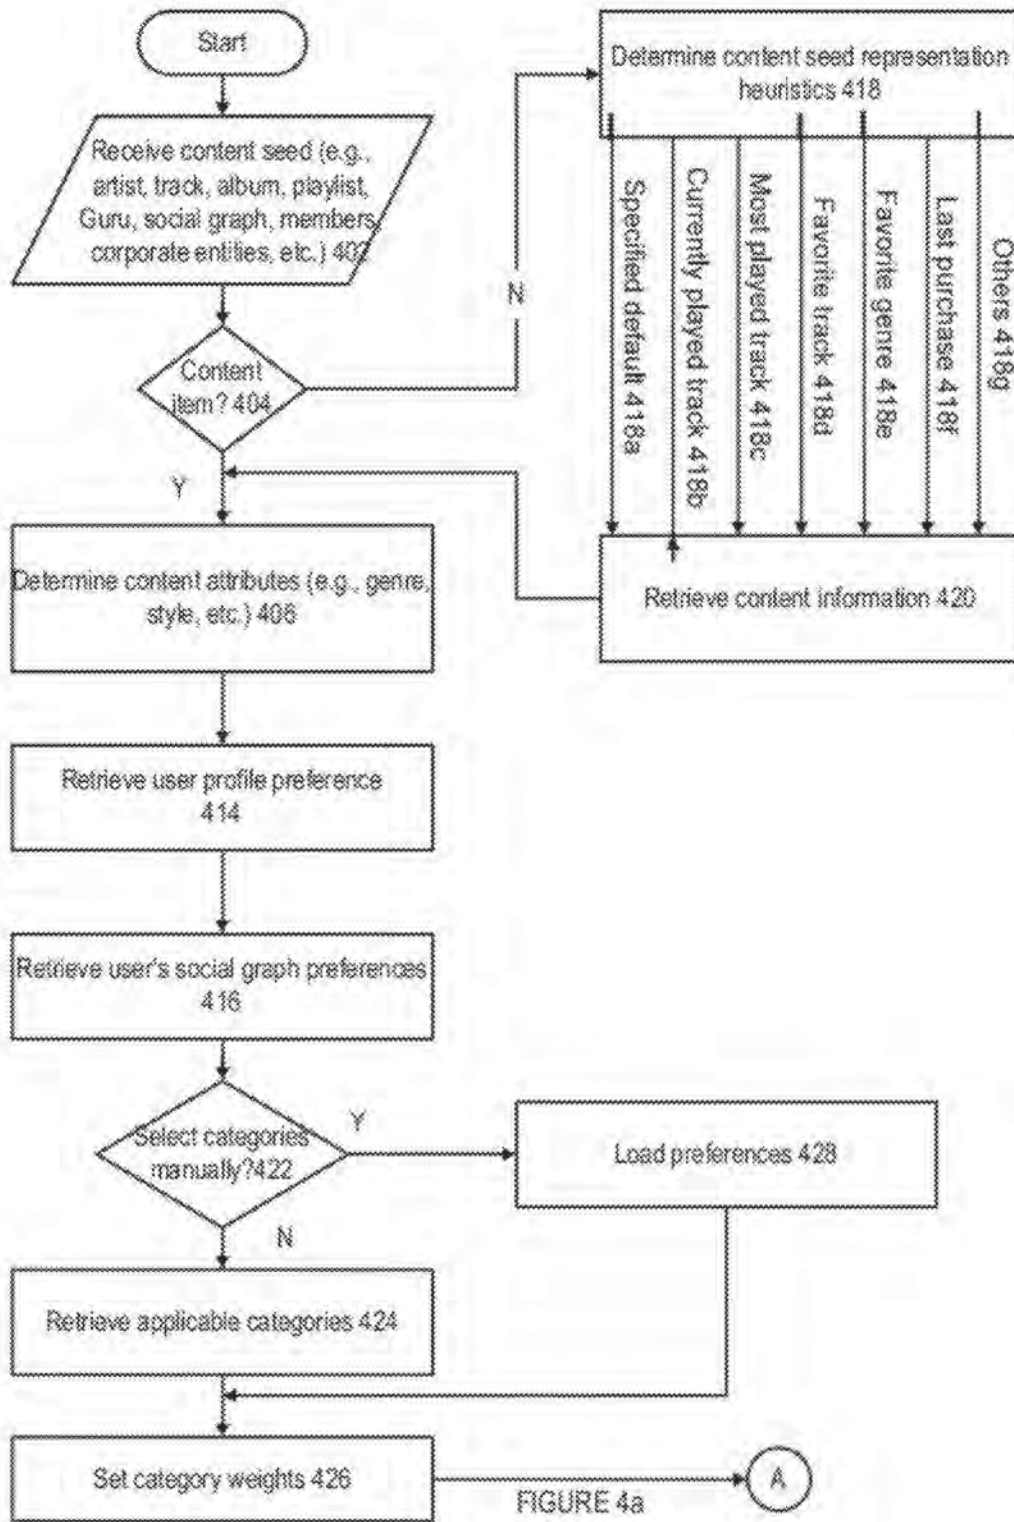 Start
Receive content seed (e.g.,
artist, track, album, playlist,
Guru, social graph, members,
corporate entities, etc.) 402
Content
item? 404
Y
N
Determine content seed representation
heuristics 418
Specified default 418a
Currently played track 418b
Most played track 418c
Favorite track 418d
Favorite genre 418e
Last purchase 418f
Others 418g
Retrieve content information 420
Determine content attributes (e.g., genre,
style, etc.) 406
Retrieve user profile preference
414
Retrieve user's social graph preferences
416
Select categories
manually?422
Y
N
Load preferences 428
Retrieve applicable categories 424
Set category weights 426
A
FIGURE 4a